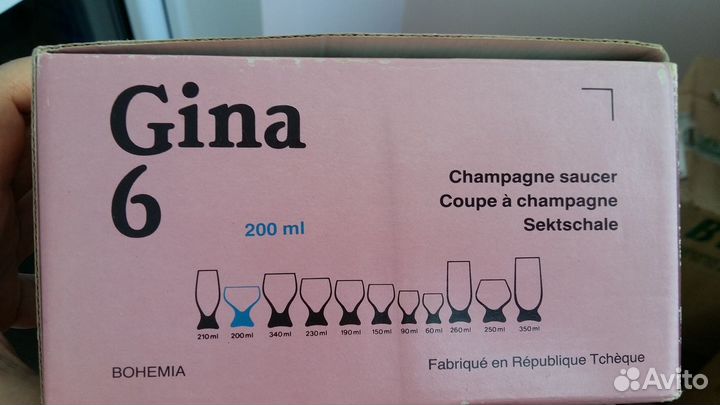 Gina
6
200 ml
Champagne saucer
Coupe à champagne
Sektschale
210 ml 200 ml 340 ml 230 ml 190 ml 150 ml 90 ml 60 ml 260 ml 250 ml 350 ml
BOHEMIA
Fabriqué en République Tchèque
Avito